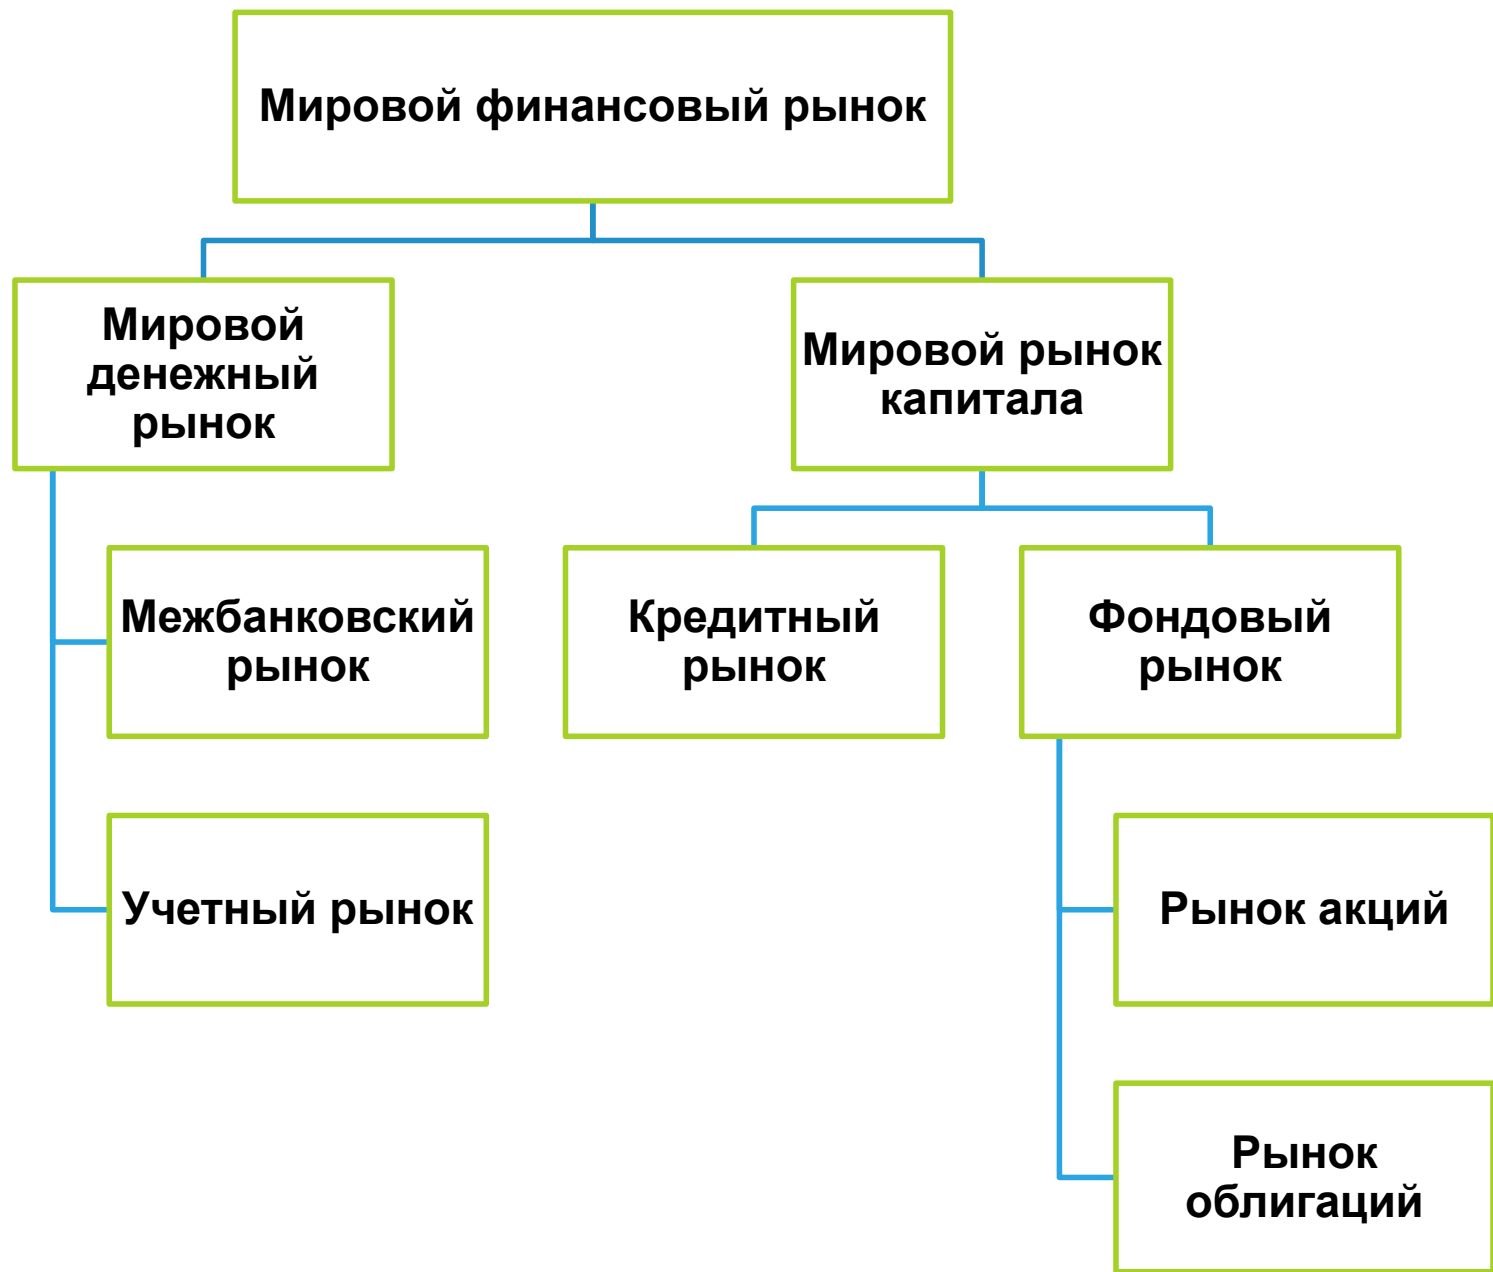 Мировой финансовый рынок
Мировой
денежный
рынок
Мировой рынок
капитала
Межбанковский
рынок
Кредитный
рынок
Фондовый
рынок
Учетный рынок
Рынок акций
Рынок
облигаций